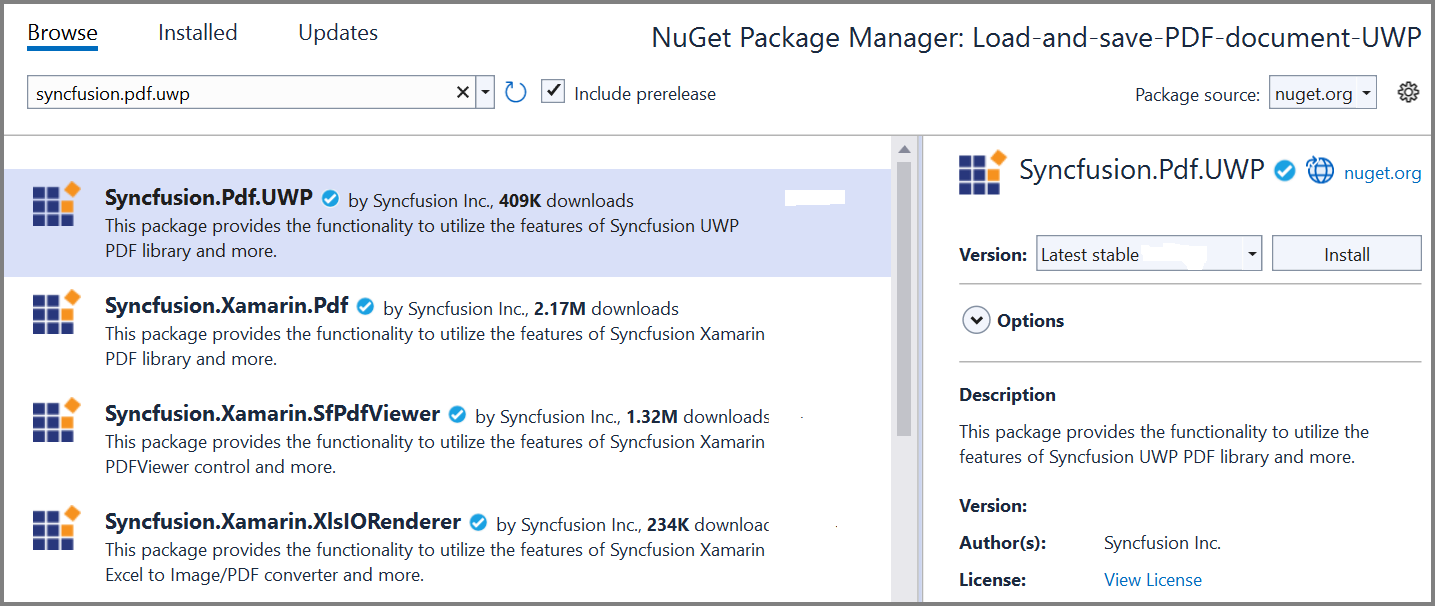 Browse Installed Updates
NuGet Package Manager: Load-and-save-PDF-document-UWP
syncfusion.pdf.uwp
Include prerelease
Package source: nuget.org
Syncfusion.Pdf.UWP by Syncfusion Inc., 409K downloads
This package provides the functionality to utilize the features of Syncfusion UWP
PDF library and more.
Syncfusion.Xamarin.Pdf by Syncfusion Inc., 2.17M downloads
This package provides the functionality to utilize the features of Syncfusion Xamarin
PDF library and more.
Syncfusion.Xamarin.SfPdfViewer by Syncfusion Inc., 1.32M downloads
This package provides the functionality to utilize the features of Syncfusion Xamarin
PDFViewer control and more.
Syncfusion.Xamarin.XlsIORenderer by Syncfusion Inc., 234K downloac
This package provides the functionality to utilize the features of Syncfusion Xamarin
Excel to Image/PDF converter and more.
Syncfusion.Pdf.UWP nuget.org
Version: Latest stable Install
Options
Description
This package provides the functionality to utilize the
features of Syncfusion UWP PDF library and more.
Version:
Author(s): Syncfusion Inc.
License: View License